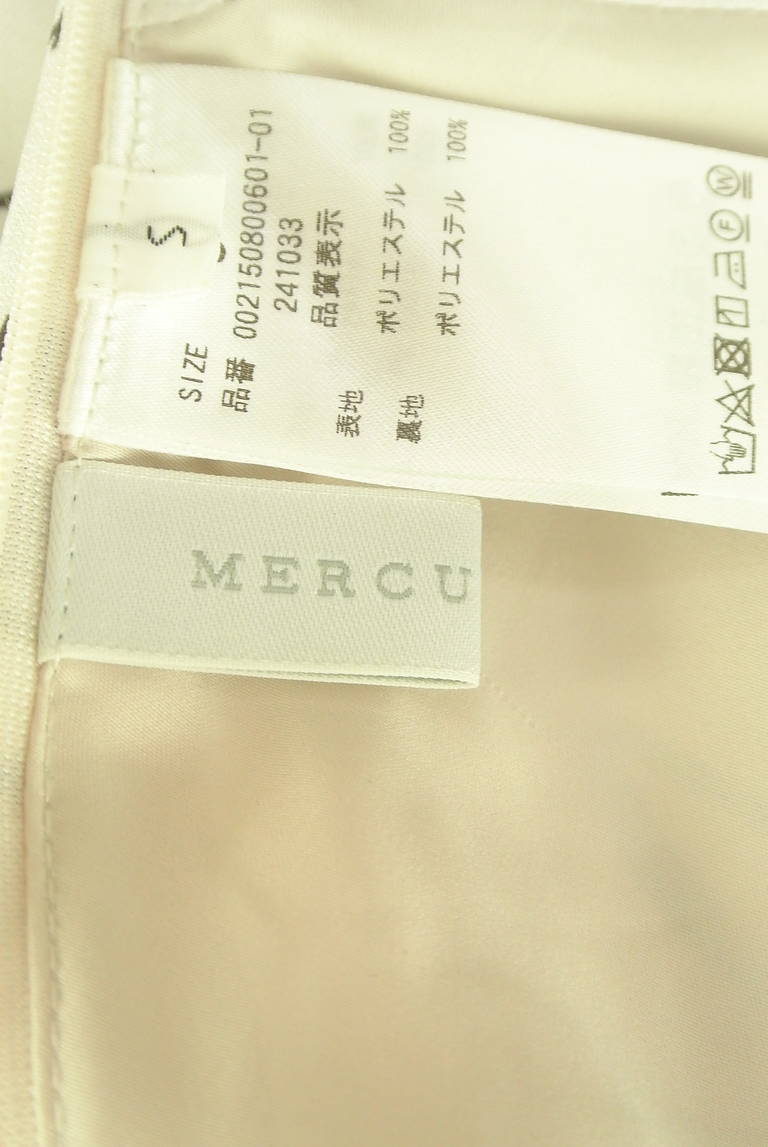 S
SIZE
品番 002150800601-01
241033
品質表示
表地 ポリエステル 100%
裏地 ポリエステル 100%
W
F
MERCU